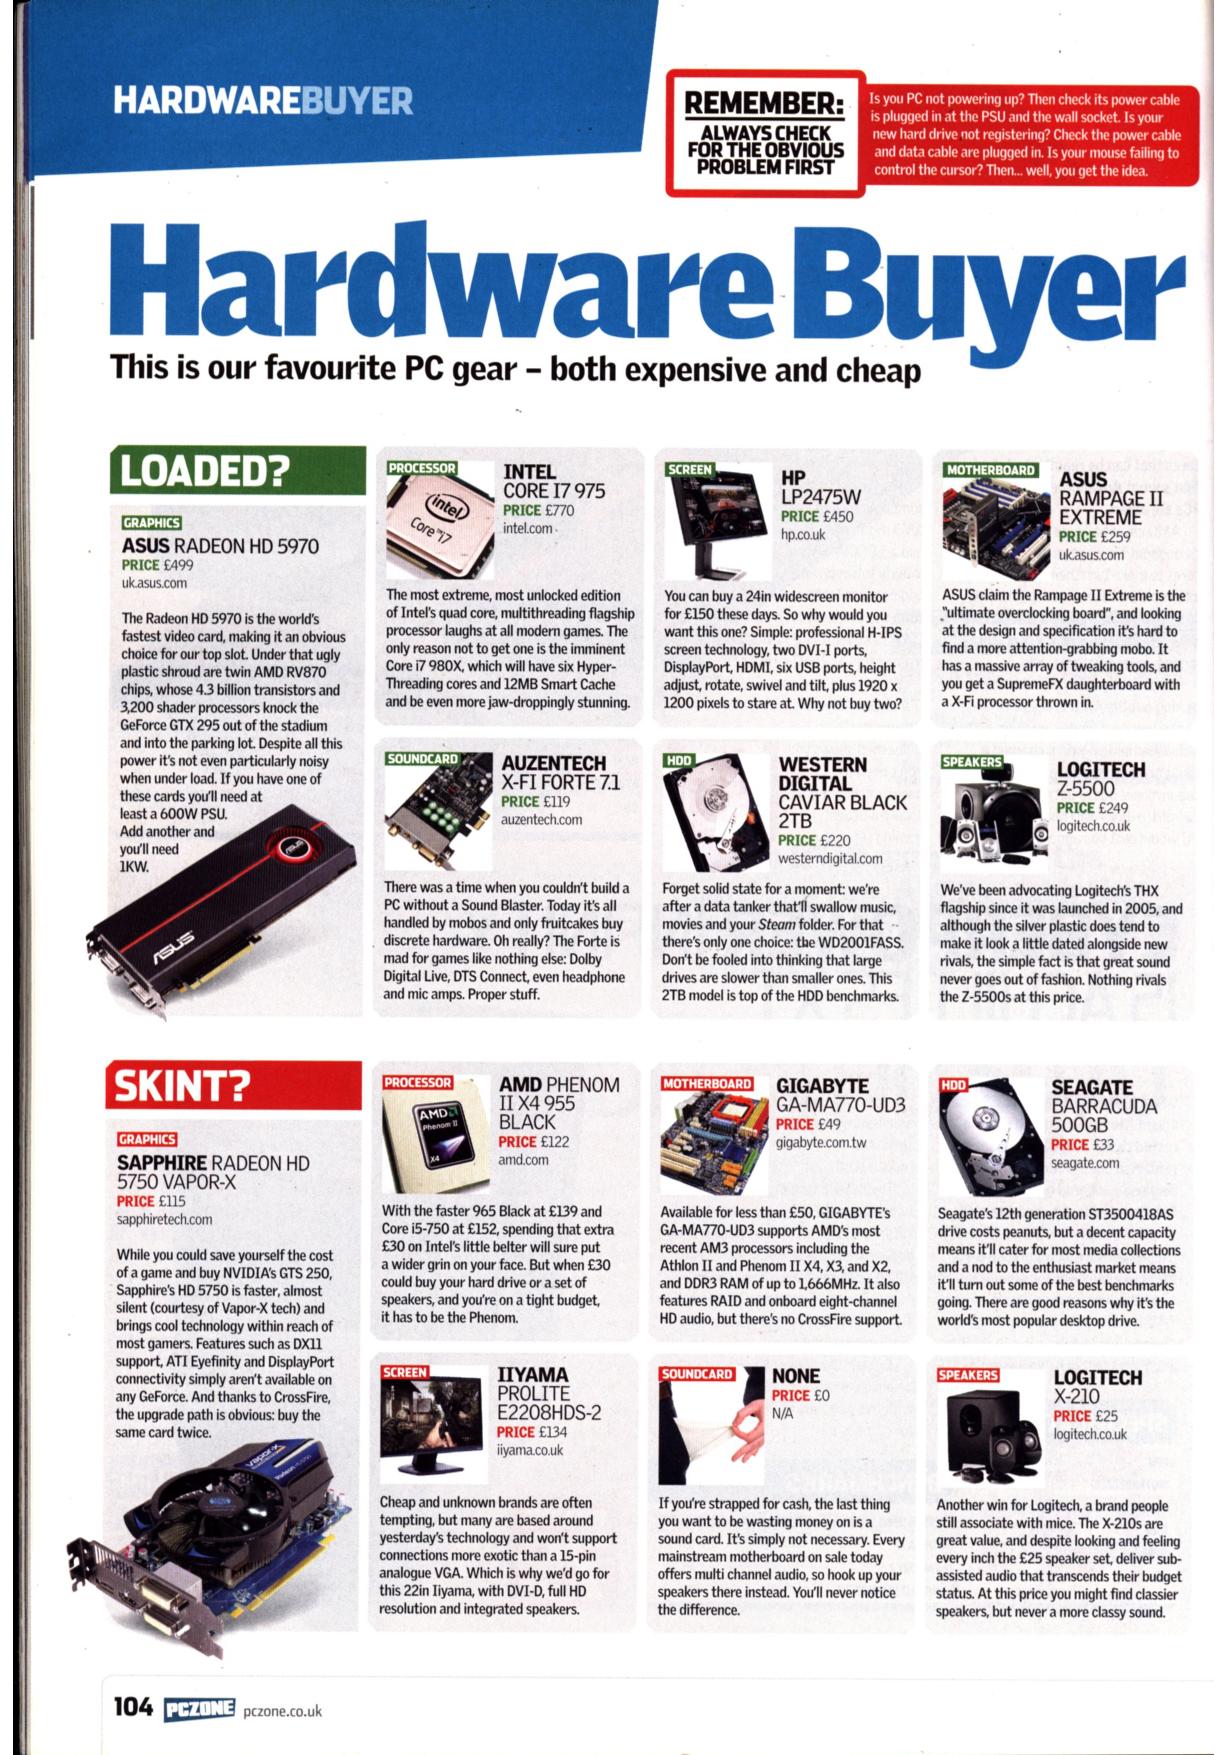 HARDWAREBUYER
REMEMBER:
ALWAYS CHECK
FOR THE OBVIOUS
PROBLEM FIRST
Is you PC not powering up? Then check its power cable
is plugged in at the PSU and the wall socket. Is your
new hard drive not registering? Check the power cable
and data cable are plugged in. Is your mouse failing to
control the cursor? Then... well, you get the idea.
Hardware Buyer
This is our favourite PC gear – both expensive and cheap
LOADED?
GRAPHICS
ASUS RADEON HD 5970
PRICE £499
uk.asus.com
The Radeon HD 5970 is the world's
fastest video card, making it an obvious
choice for our top slot. Under that ugly
plastic shroud are twin AMD RV870
chips, whose 4.3 billion transistors and
3,200 shader processors knock the
GeForce GTX 295 out of the stadium
and into the parking lot. Despite all this
power it's not even particularly noisy
when under load. If you have one of
these cards you'll need at
least a 600W PSU.
Add another and
you'll need
1KW.
ASUS
ASUS
PROCESSOR
intel
Core i7
INTEL
CORE I7 975
PRICE £770
intel.com
The most extreme, most unlocked edition
of Intel's quad core, multithreading flagship
processor laughs at all modern games. The
only reason not to get one is the imminent
Core i7 980X, which will have six Hyper-
Threading cores and 12MB Smart Cache
and be even more jaw-droppingly stunning.
SCREEN
HP
LP2475W
PRICE £450
hp.co.uk
You can buy a 24in widescreen monitor
for £150 these days. So why would you
want this one? Simple: professional H-IPS
screen technology, two DVI-I ports,
DisplayPort, HDMI, six USB ports, height
adjust, rotate, swivel and tilt, plus 1920 x
1200 pixels to stare at. Why not buy two?
MOTHERBOARD
ASUS
RAMPAGE II
EXTREME
PRICE £259
uk.asus.com
ASUS claim the Rampage II Extreme is the
"ultimate overclocking board", and looking
at the design and specification it's hard to
find a more attention-grabbing mobo. It
has a massive array of tweaking tools, and
you get a SupremeFX daughterboard with
a X-Fi processor thrown in.
SOUNDCARD
AUZENTECH
X-FI FORTE 7.1
PRICE £119
auzentech.com
There was a time when you couldn't build a
PC without a Sound Blaster. Today it's all
handled by mobos and only fruitcakes buy
discrete hardware. Oh really? The Forte is
mad for games like nothing else: Dolby
Digital Live, DTS Connect, even headphone
and mic amps. Proper stuff.
HDD
WESTERN
DIGITAL
CAVIAR BLACK
2TB
PRICE £220
westerndigital.com
Forget solid state for a moment: we're
after a data tanker that'll swallow music,
movies and your Steam folder. For that
there's only one choice: the WD2001FASS.
Don't be fooled into thinking that large
drives are slower than smaller ones. This
2TB model is top of the HDD benchmarks.
SPEAKERS
LOGITECH
Z-5500
PRICE £249
logitech.co.uk
We've been advocating Logitech's THX
flagship since it was launched in 2005, and
although the silver plastic does tend to
make it look a little dated alongside new
rivals, the simple fact is that great sound
never goes out of fashion. Nothing rivals
the Z-5500s at this price.
SKINT?
GRAPHICS
SAPPHIRE RADEON HD
5750 VAPOR-X
PRICE £115
sapphiretech.com
While you could save yourself the cost
of a game and buy NVIDIA's GTS 250,
Sapphire's HD 5750 is faster, almost
silent (courtesy of Vapor-X tech) and
brings cool technology within reach of
most gamers. Features such as DX11
support, ATI Eyefinity and DisplayPort
connectivity simply aren't available on
any GeForce. And thanks to CrossFire,
the upgrade path is obvious: buy the
same card twice.
vapor-x
PROCESSOR
AMD
Phenom II
X4
AMD PHENOM
II X4 955
BLACK
PRICE £122
amd.com
With the faster 965 Black at £139 and
Core i5-750 at £152, spending that extra
£30 on Intel's little belter will sure put
a wider grin on your face. But when £30
could buy your hard drive or a set of
speakers, and you're on a tight budget,
it has to be the Phenom.
MOTHERBOARD
GIGABYTE
GA-MA770-UD3
PRICE £49
gigabyte.com.tw
Available for less than £50, GIGABYTE's
GA-MA770-UD3 supports AMD's most
recent AM3 processors including the
Athlon II and Phenom II X4, X3, and X2,
and DDR3 RAM of up to 1,666MHz. It also
features RAID and onboard eight-channel
HD audio, but there's no CrossFire support.
HDD
SEAGATE
BARRACUDA
500GB
PRICE £33
seagate.com
Seagate's 12th generation ST3500418AS
drive costs peanuts, but a decent capacity
means it'll cater for most media collections
and a nod to the enthusiast market means
it'll turn out some of the best benchmarks
going. There are good reasons why it's the
world's most popular desktop drive.
SCREEN
IIYAMA
PROLITE
E2208HDS-2
PRICE £134
iiyama.co.uk
Cheap and unknown brands are often
tempting, but many are based around
yesterday's technology and won't support
connections more exotic than a 15-pin
analogue VGA. Which is why we'd go for
this 22in Iiyama, with DVI-D, full HD
resolution and integrated speakers.
SOUNDCARD
NONE
PRICE £0
N/A
If you're strapped for cash, the last thing
you want to be wasting money on is a
sound card. It's simply not necessary. Every
mainstream motherboard on sale today
offers multi channel audio, so hook up your
speakers there instead. You'll never notice
the difference.
SPEAKERS
LOGITECH
X-210
PRICE £25
logitech.co.uk
Another win for Logitech, a brand people
still associate with mice. The X-210s are
great value, and despite looking and feeling
every inch the £25 speaker set, deliver sub-
assisted audio that transcends their budget
status. At this price you might find classier
speakers, but never a more classy sound.
104 PCZONE pczone.co.uk